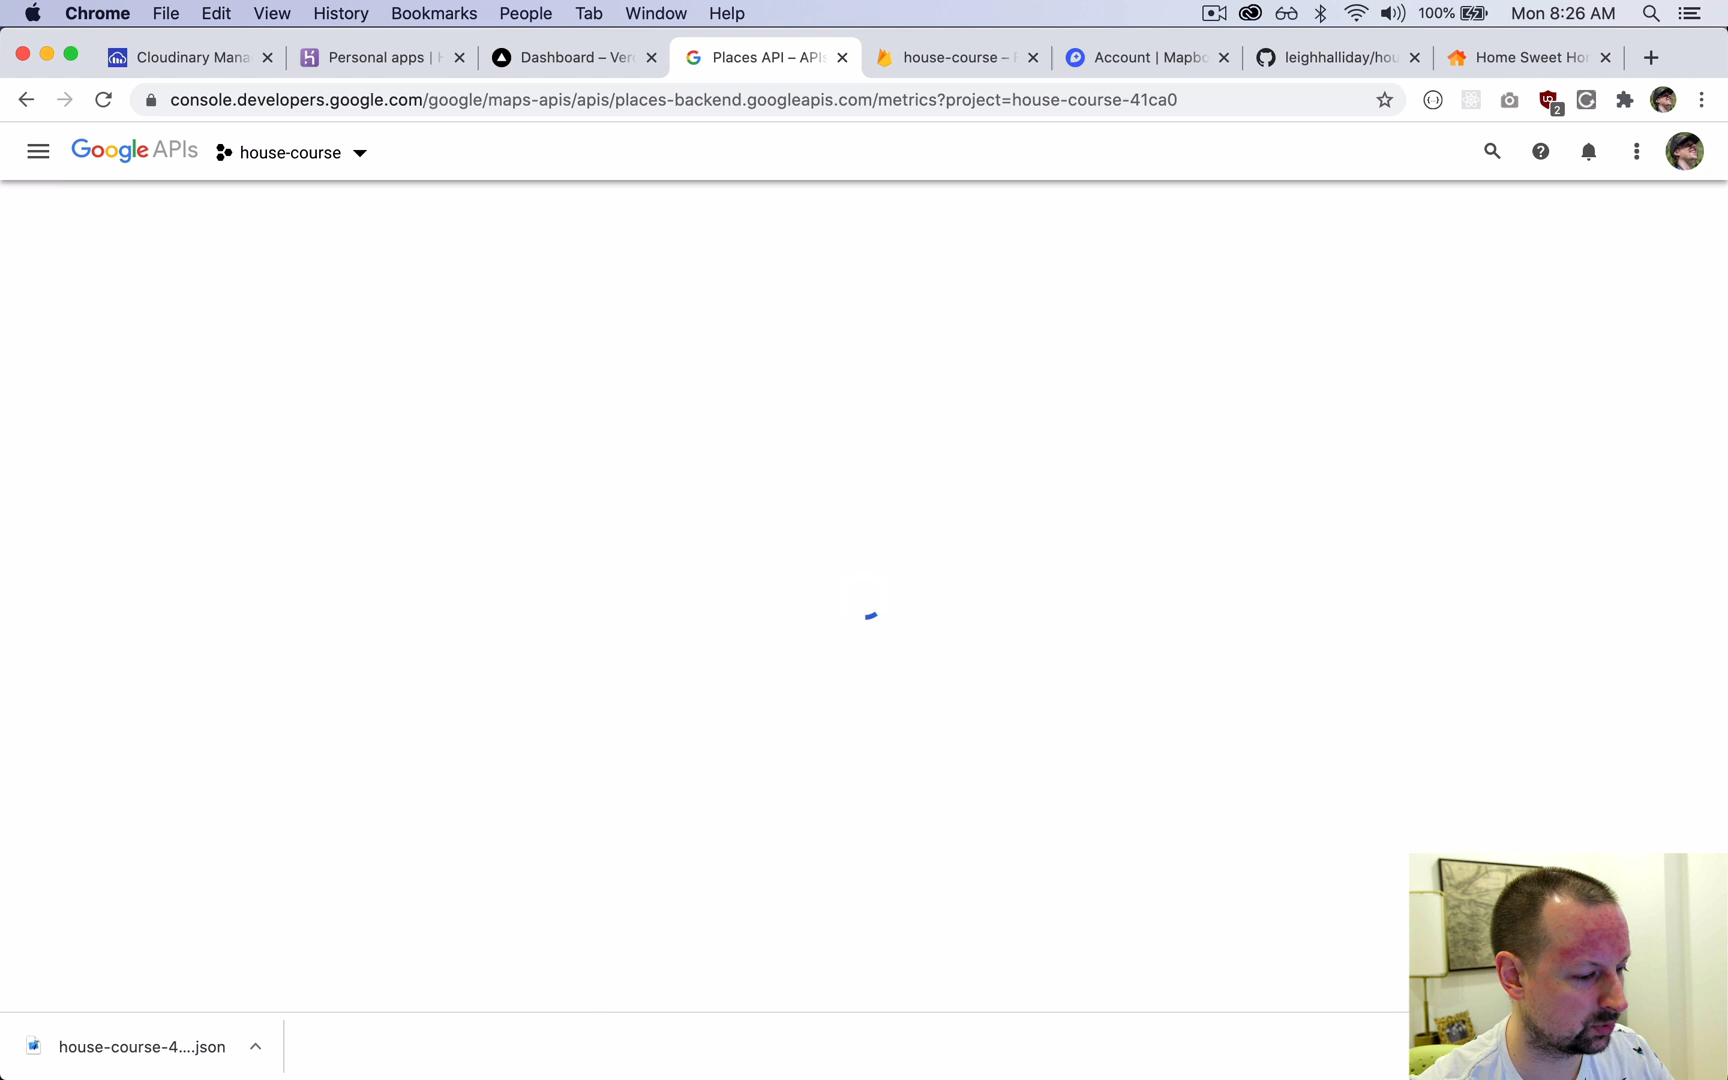 Chrome File Edit View History Bookmarks People Tab Window Help 100% Mon 8:26 AM
Cloudinary Mana Personal apps | H Dashboard – Verc Places API – APIs house-course – F Account | Mapbo leighhalliday/hou Home Sweet Hor
console.developers.google.com/google/maps-apis/apis/places-backend.googleapis.com/metrics?project=house-course-41ca0 2
Google APIs house-course
house-course-4....json